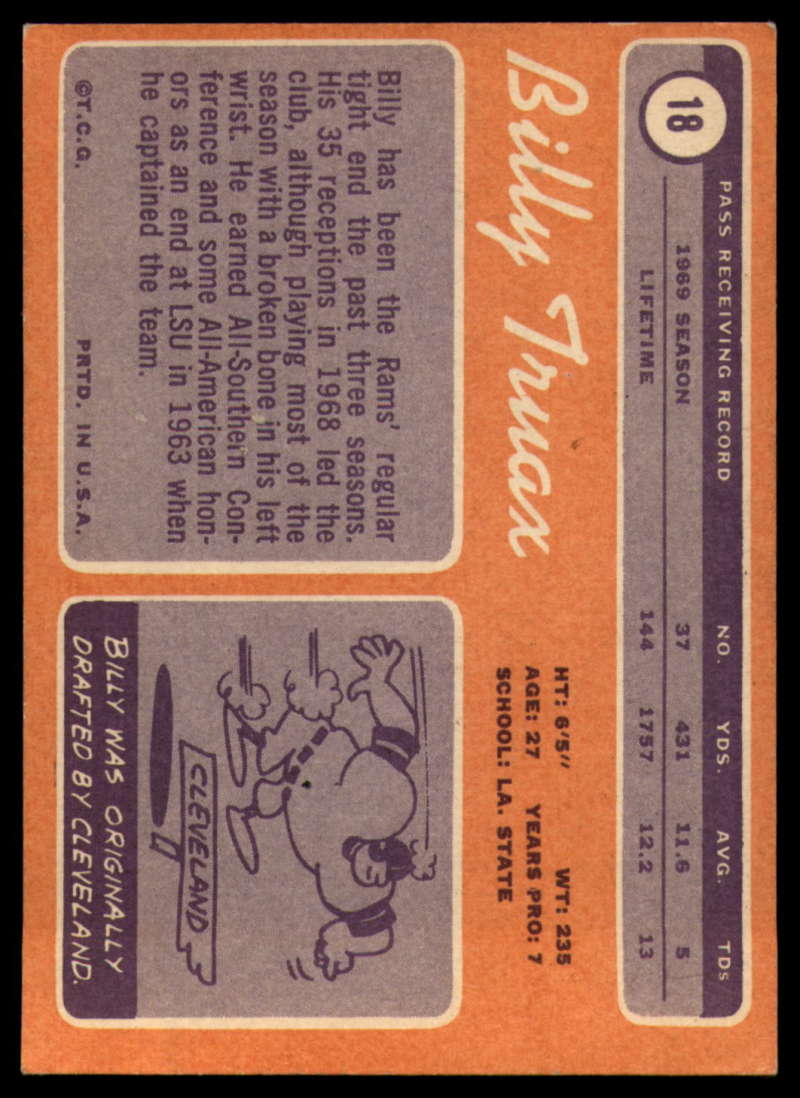 18
PASS RECEIVING RECORD NO. YDS. AVG. TDs
1969 SEASON 37 431 11.6 5
LIFETIME 144 1757 12.2 13
Billy Truax
HT: 6'5" WT: 235
AGE: 27 YEARS PRO: 7
SCHOOL: LA. STATE
Billy has been the Rams' regular
tight end the past three seasons.
His 35 receptions in 1968 led the
club, although playing most of the
season with a broken bone in his left
wrist. He earned All-Southern Con-
ference and some All-American hon-
ors as an end at LSU in 1963 when
he captained the team.
©T.C.G. PRTD. IN U.S.A.
CLEVELAND
BILLY WAS ORIGINALLY
DRAFTED BY CLEVELAND.